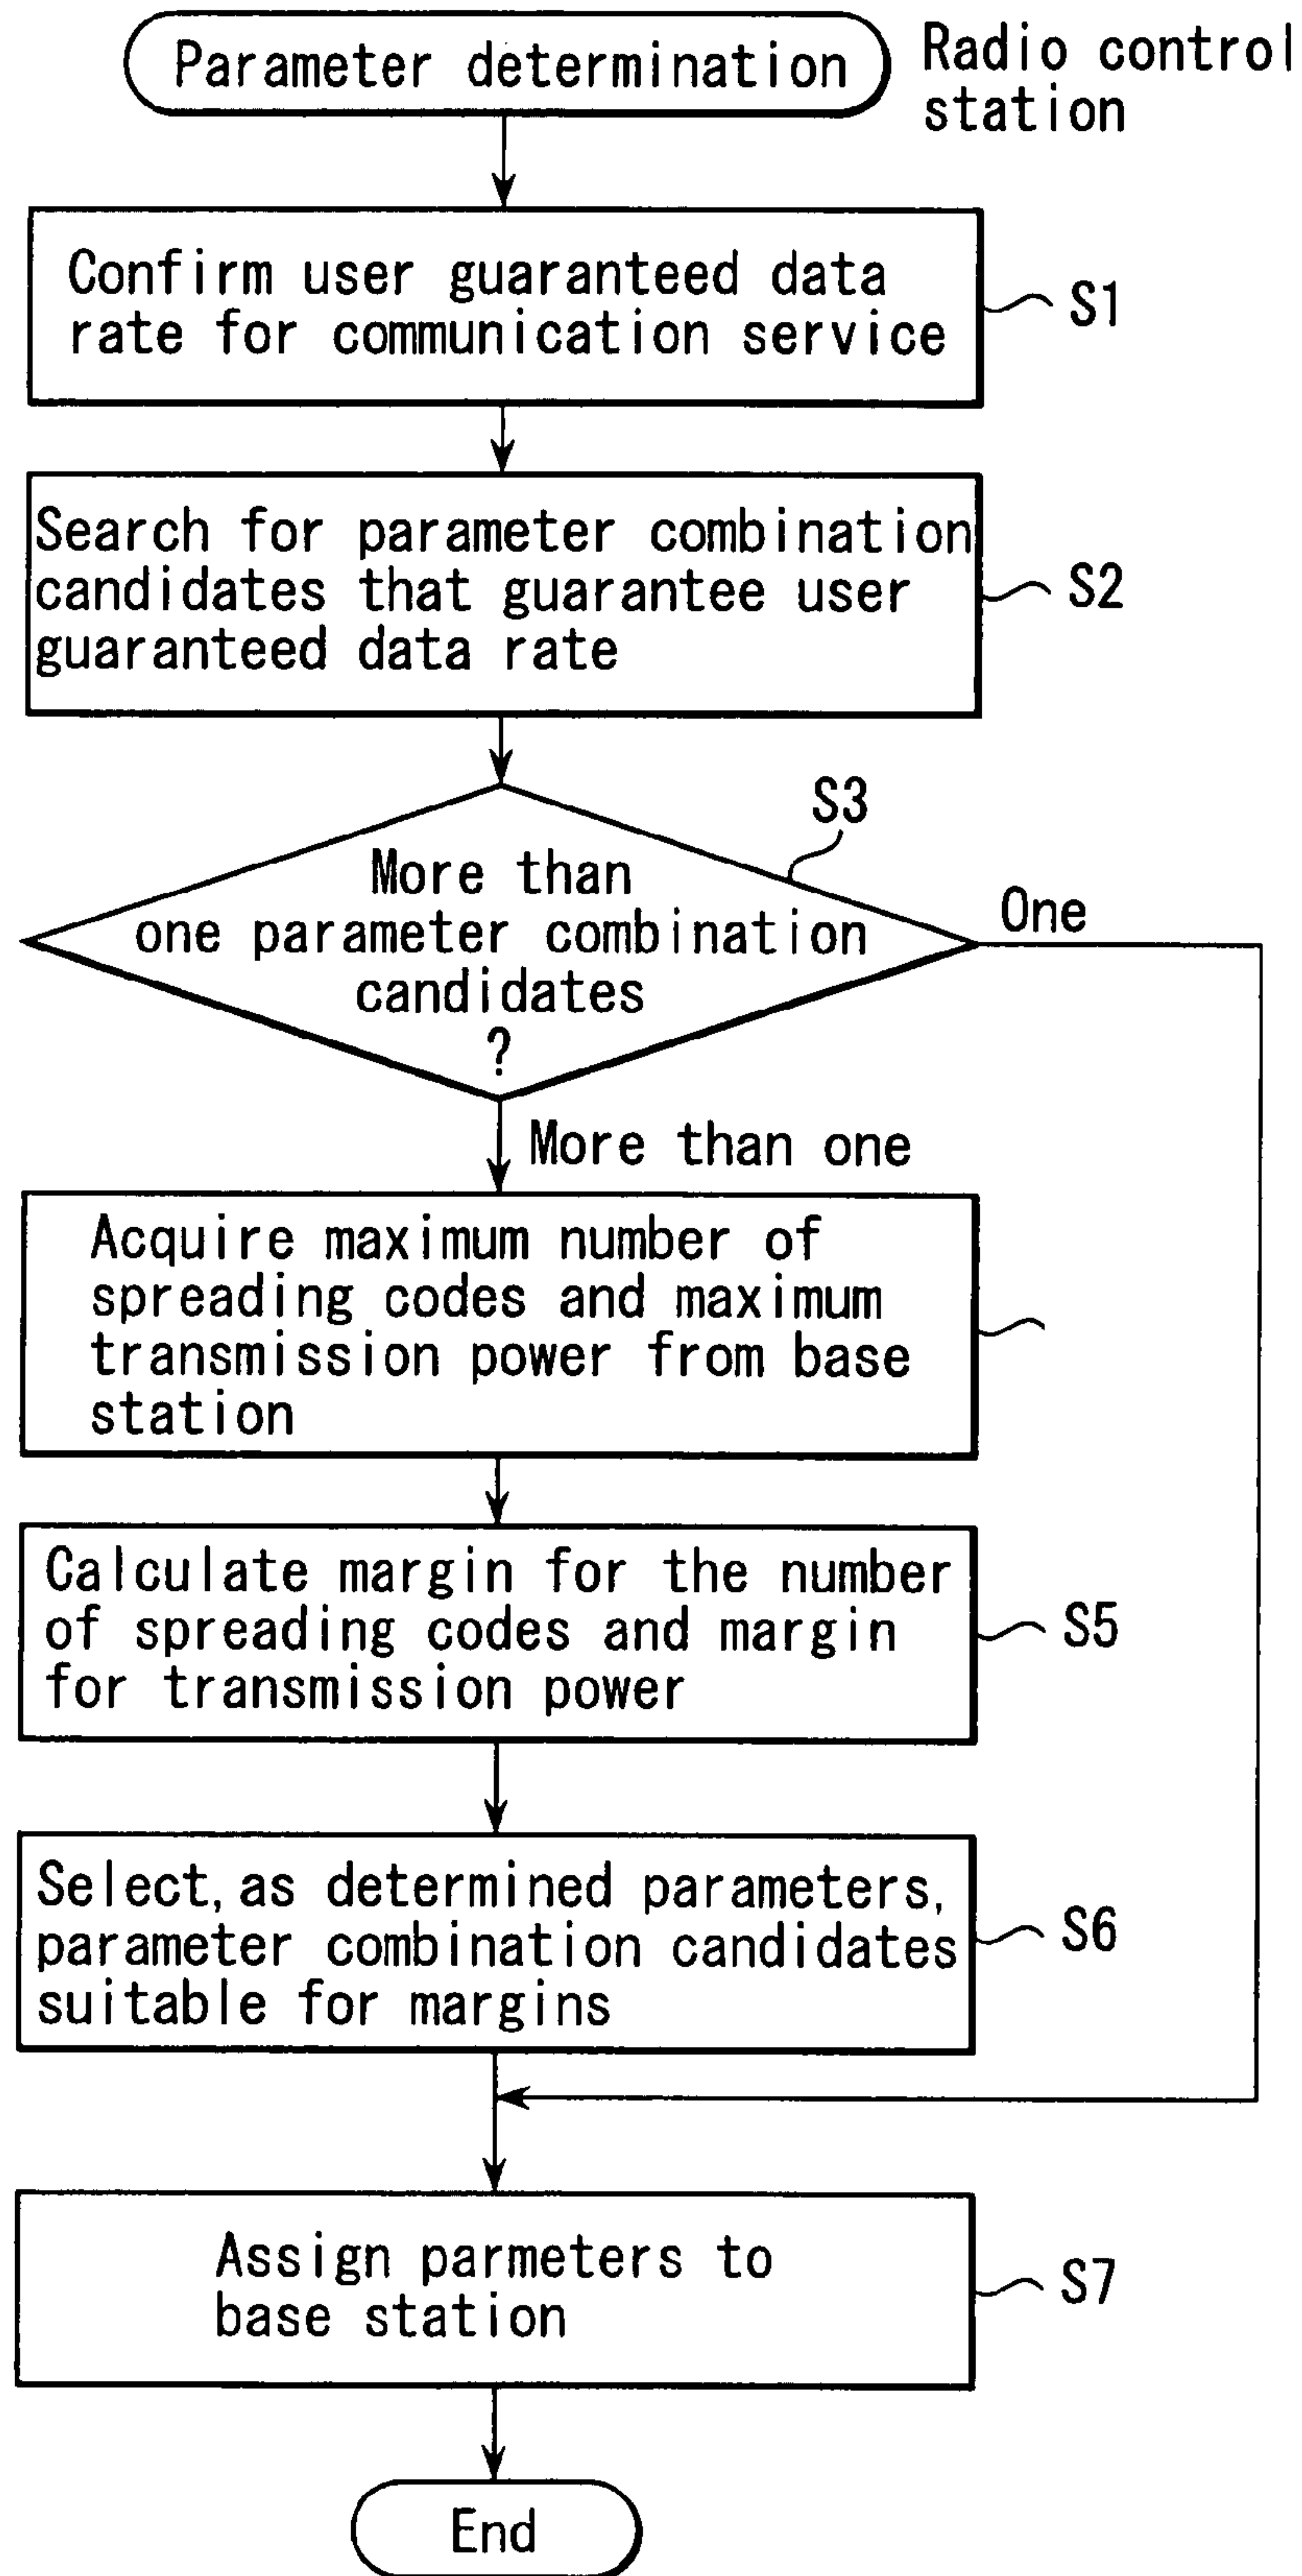 Parameter determination
Radio control
station
Confirm user guaranteed data
rate for communication service
S1
Search for parameter combination
candidates that guarantee user
guaranteed data rate
S2
S3
More than
one parameter combination
candidates
?
One
More than one
Acquire maximum number of
spreading codes and maximum
transmission power from base
station
Calculate margin for the number
of spreading codes and margin
for transmission power
S5
Select, as determined parameters,
parameter combination candidates
suitable for margins
S6
Assign parmeters to
base station
S7
End